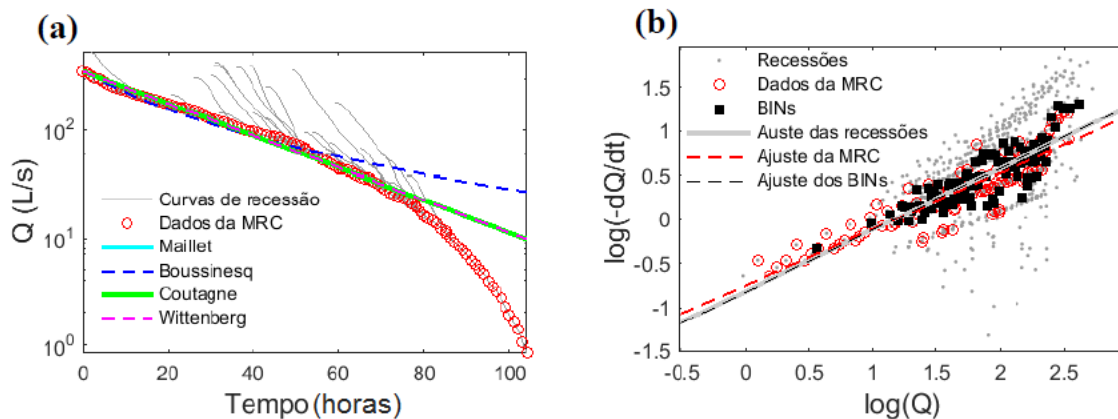 (a)
Q (L/s)
10²
10¹
10⁰
Curvas de recessão
Dados da MRC
Maillet
Boussinesq
Coutagne
Wittenberg
0 20 40 60 80 100
Tempo (horas)
(b)
log(-dQ/dt)
1.5
1
0.5
0
-0.5
-1
-1.5
Recessões
Dados da MRC
BINs
Auste das recessões
Ajuste da MRC
Ajuste dos BINs
-0.5 0 0.5 1 1.5 2 2.5
log(Q)